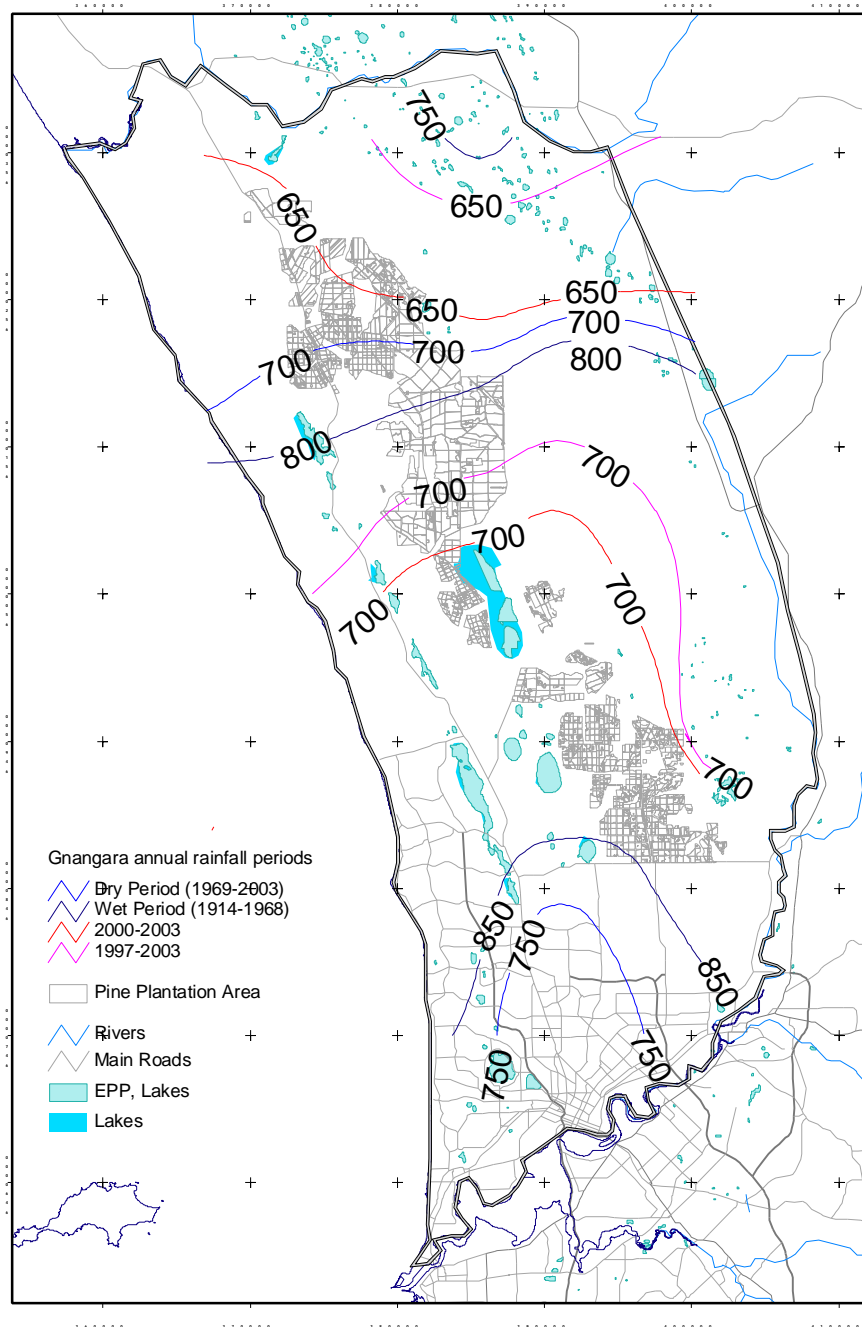 750
650
650
650
650
700
700
700
800
800
700
700
700
700
700
700
850
750
850
750
750
Gnangara annual rainfall periods
Dry Period (1969-2003)
Wet Period (1914-1968)
2000-2003
1997-2003
Pine Plantation Area
Rivers
Main Roads
EPP, Lakes
Lakes